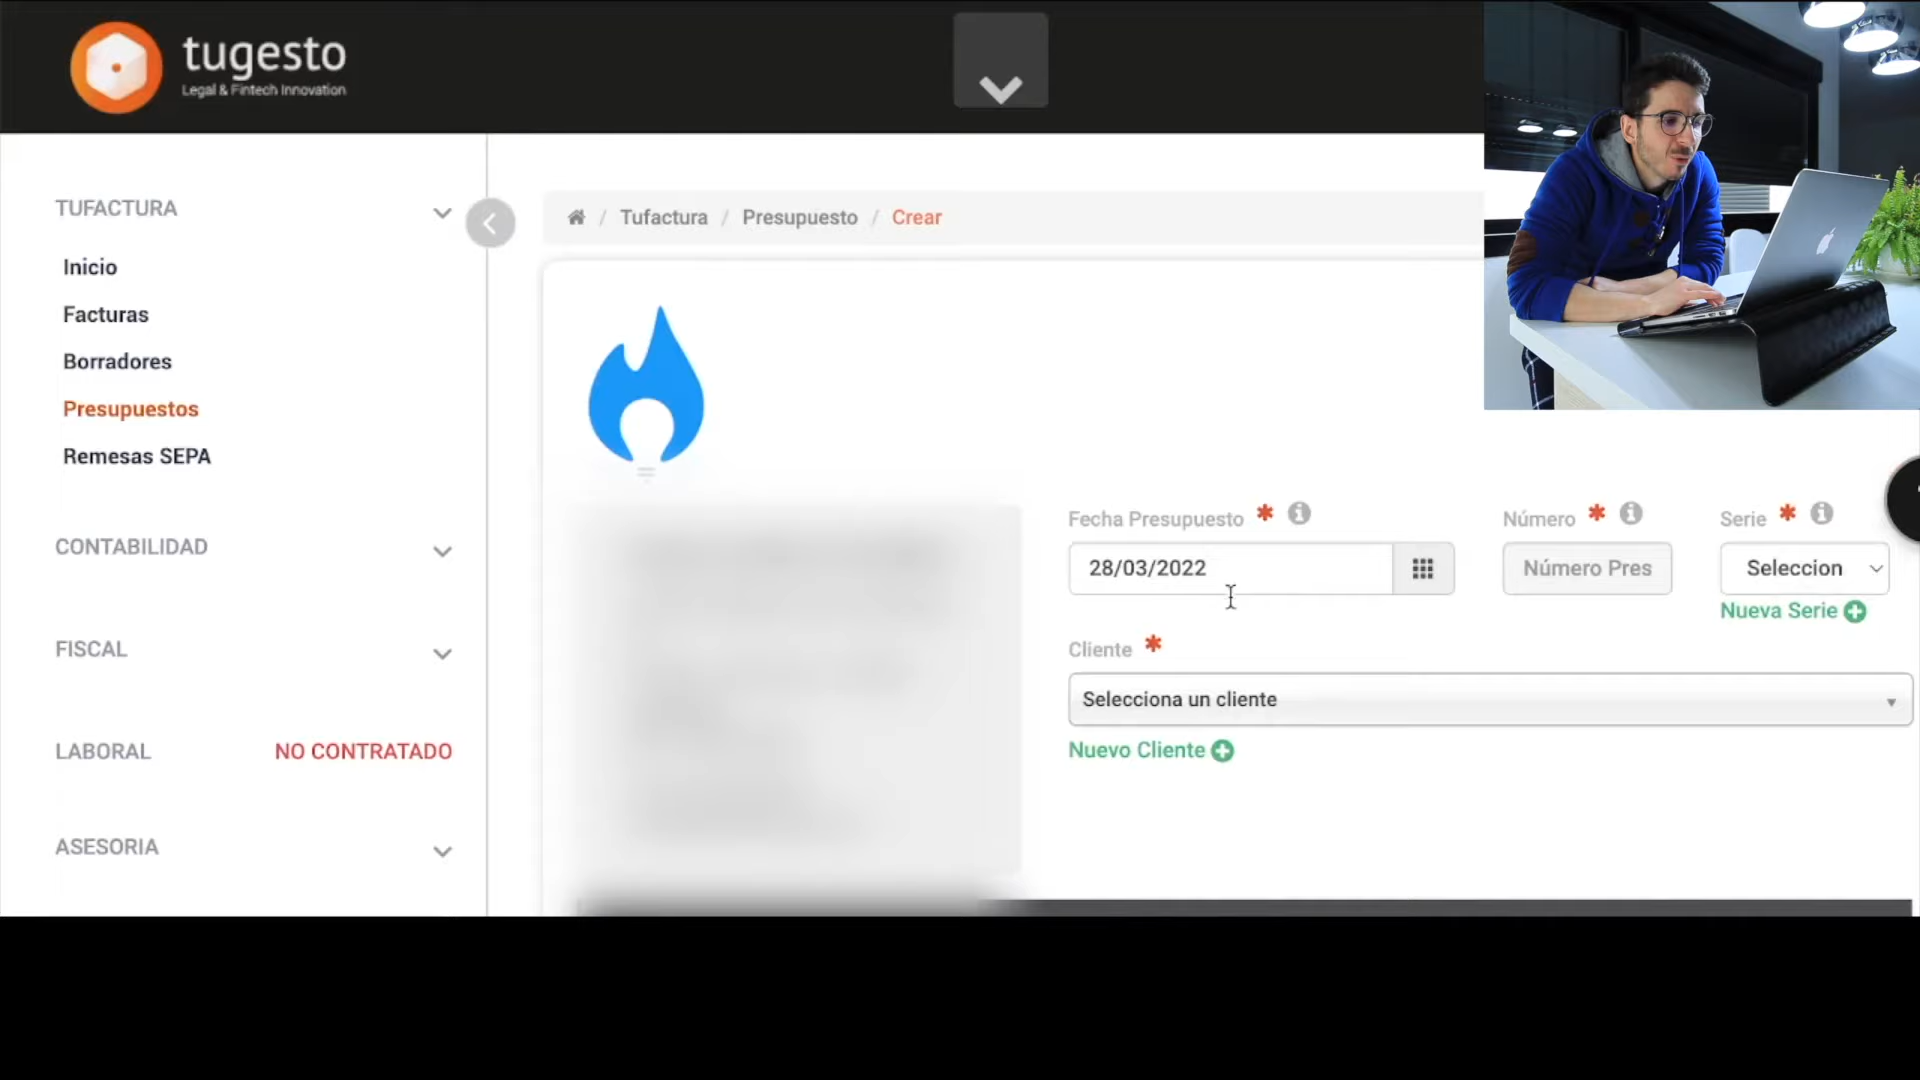 tugesto
Legal & Fintech Innovation
TUFACTURA
Inicio
Facturas
Borradores
Presupuestos
Remesas SEPA
CONTABILIDAD
FISCAL
LABORAL NO CONTRATADO
ASESORIA
/ Tufactura / Presupuesto / Crear
Fecha Presupuesto * Número * Serie *
28/03/2022 Número Pres Seleccion
Nueva Serie
Cliente *
Selecciona un cliente
Nuevo Cliente